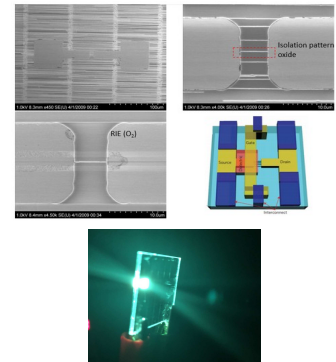 1.0kV 8.3mm x450 SE(U) 4/1/2009 00:22
100um
Isolation pattern
oxide
1.0kV 8.3mm x4.50k SE(U) 4/1/2009 00:28
10.0um
RIE (O₂)
1.0kV 8.4mm x4.50k SE(U) 4/1/2009 00:34
10.0um
Gate
Source
Drain
Interconnect